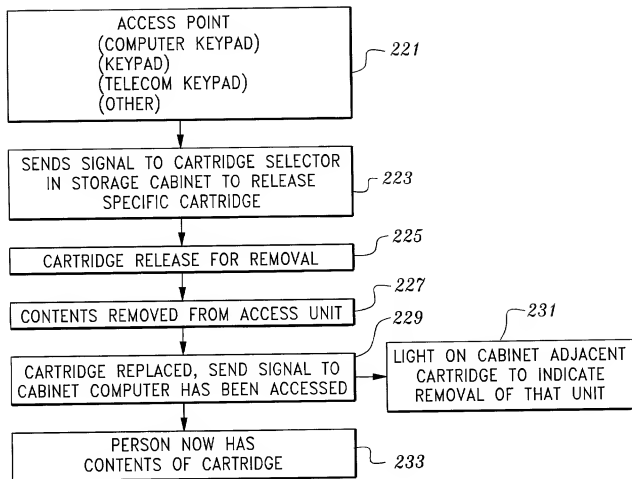 ACCESS POINT
(COMPUTER KEYPAD)
(KEYPAD)
(TELECOM KEYPAD)
(OTHER)
221
SENDS SIGNAL TO CARTRIDGE SELECTOR
IN STORAGE CABINET TO RELEASE
SPECIFIC CARTRIDGE
223
CARTRIDGE RELEASE FOR REMOVAL
225
CONTENTS REMOVED FROM ACCESS UNIT
227
CARTRIDGE REPLACED, SEND SIGNAL TO
CABINET COMPUTER HAS BEEN ACCESSED
229
LIGHT ON CABINET ADJACENT
CARTRIDGE TO INDICATE
REMOVAL OF THAT UNIT
231
PERSON NOW HAS
CONTENTS OF CARTRIDGE
233